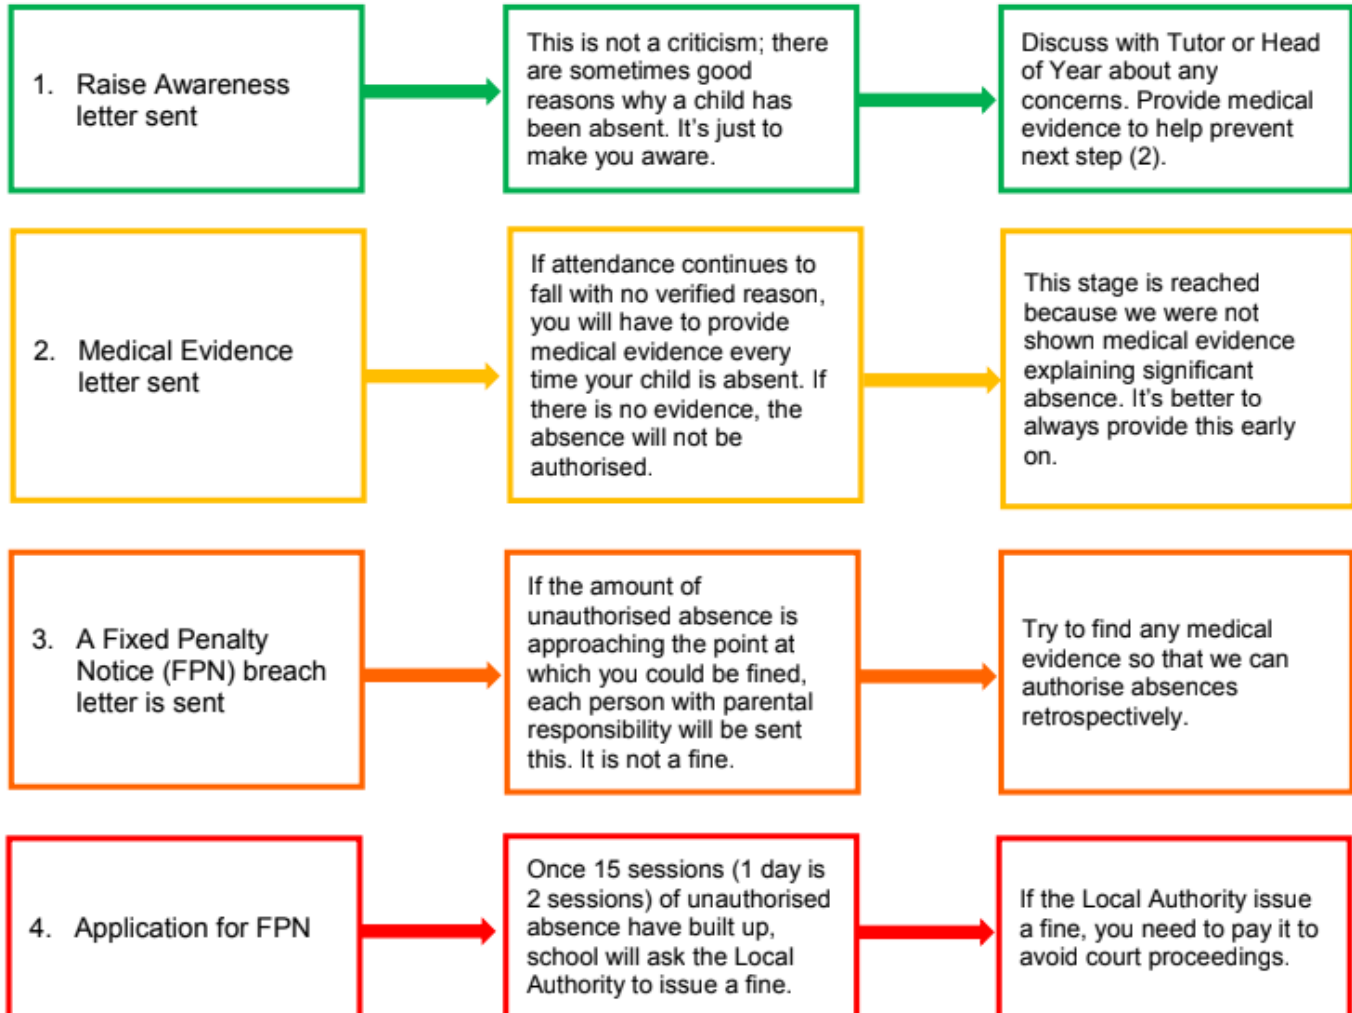 1. Raise Awareness
letter sent
This is not a criticism; there
are sometimes good
reasons why a child has
been absent. It's just to
make you aware.
Discuss with Tutor or Head
of Year about any
concerns. Provide medical
evidence to help prevent
next step (2).
2. Medical Evidence
letter sent
If attendance continues to
fall with no verified reason,
you will have to provide
medical evidence every
time your child is absent. If
there is no evidence, the
absence will not be
authorised.
This stage is reached
because we were not
shown medical evidence
explaining significant
absence. It's better to
always provide this early
on.
3. A Fixed Penalty
Notice (FPN) breach
letter is sent
If the amount of
unauthorised absence is
approaching the point at
which you could be fined,
each person with parental
responsibility will be sent
this. It is not a fine.
Try to find any medical
evidence so that we can
authorise absences
retrospectively.
4. Application for FPN
Once 15 sessions (1 day is
2 sessions) of unauthorised
absence have built up,
school will ask the Local
Authority to issue a fine.
If the Local Authority issue
a fine, you need to pay it to
avoid court proceedings.